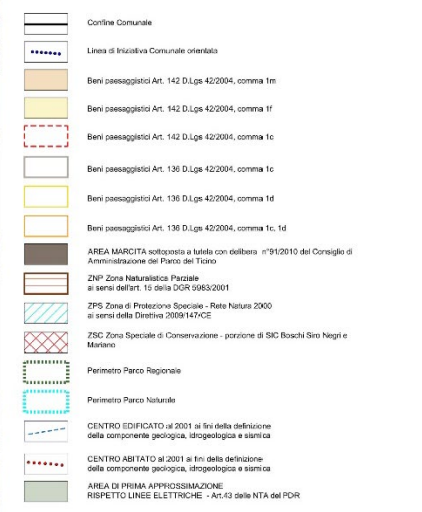 Confine Comunale
Linea di Iniziativa Comunale orientata
Beni paesaggistici Art. 142 D.Lgs 42/2004, comma 1m
Beni paesaggistici Art. 142 D.Lgs 42/2004, comma 1f
Beni paesaggistici Art. 142 D.Lgs 42/2004, comma 1c
Beni paesaggistici Art. 136 D.Lgs 42/2004, comma 1c
Beni paesaggistici Art. 136 D.Lgs 42/2004, comma 1d
Beni paesaggistici Art. 136 D.Lgs 42/2004, comma 1c, 1d
AREA MARCITA sottoposta a tutela con delibera n°91/2010 del Consiglio di
Amministrazione del Parco del Ticino
ZNP Zona Naturalistica Parziale
ai sensi dell'art. 15 della DGR 5983/2001
ZPS Zona di Protezione Speciale - Rete Natura 2000
ai sensi della Direttiva 2009/147/CE
ZSC Zona Speciale di Conservazione - porzione di SIC Boschi Siro Negri e
Mariano
Perimetro Parco Regionale
Perimetro Parco Naturale
CENTRO EDIFICATO al 2001 ai fini della definizione
della componente geologica, idrogeologica e sismica
CENTRO ABITATO al 2001 ai fini della definizione
della componente geologica, idrogeologica e sismica
AREA DI PRIMA APPROSSIMAZIONE
RISPETTO LINEE ELETTRICHE - Art.43 delle NTA del PDR